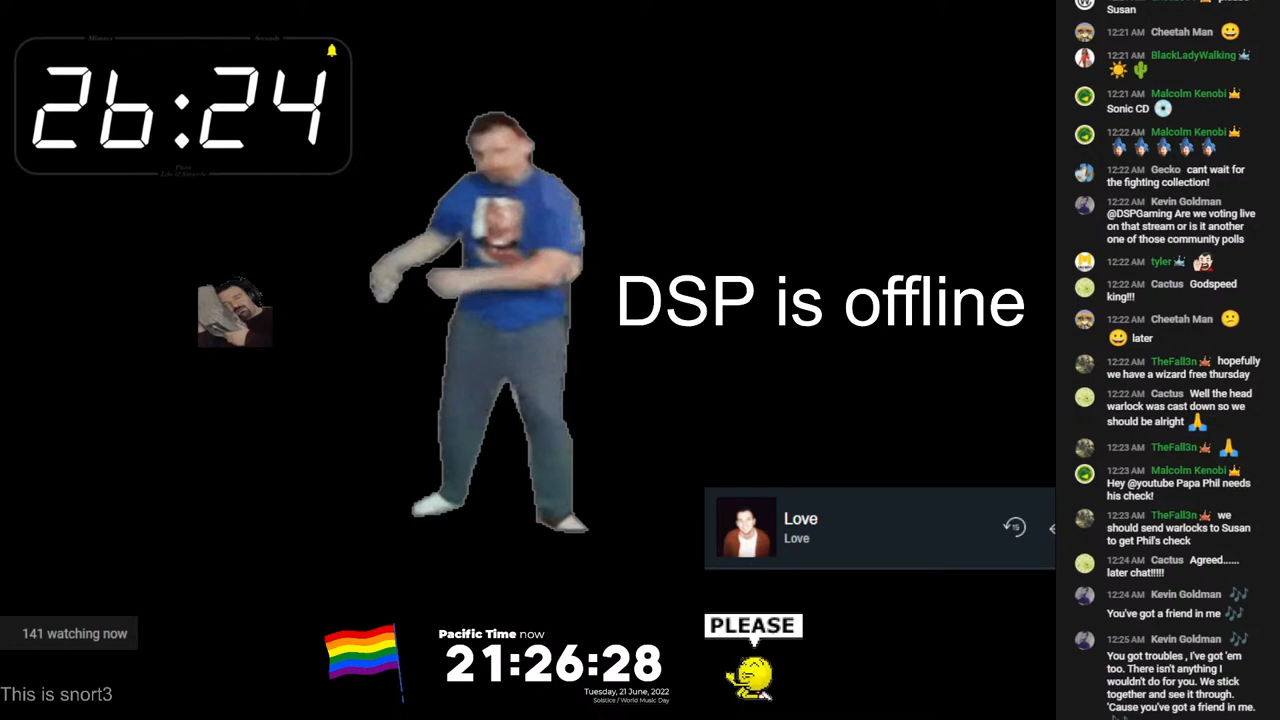 Minutes
Seconds
26:24
DSP is offline
Love
Love
15
141 watching now
This is snort3
Pacific Time now
21:26:28
Tuesday, 21 June, 2022
Solstice / World Music Day
PLEASE
Susan
12:21 AM Cheetah Man
12:21 AM BlackLadyWalking
12:21 AM Malcolm Kenobi
Sonic CD
12:22 AM Malcolm Kenobi
12:22 AM Gecko cant wait for
the fighting collection!
12:22 AM Kevin Goldman
@DSPGaming Are we voting live
on that stream or is it another
one of those community polls
12:22 AM tyler
12:22 AM Cactus Godspeed
king!!!
12:22 AM Cheetah Man
later
12:22 AM TheFall3n hopefully
we have a wizard free thursday
12:22 AM Cactus Well the head
warlock was cast down so we
should be alright
12:23 AM TheFall3n
12:23 AM Malcolm Kenobi
Hey @youtube Papa Phil needs
his check!
12:23 AM TheFall3n we
should send warlocks to Susan
to get Phil's check
12:24 AM Cactus Agreed......
later chat!!!!!
12:24 AM Kevin Goldman
You've got a friend in me
12:25 AM Kevin Goldman
You got troubles , I've got 'em
too. There isn't anything I
wouldn't do for you. We stick
together and see it through.
'Cause you've got a friend in me.